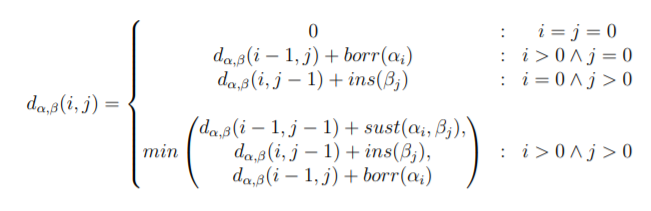 0 : i = j = 0
d_{α,β}(i − 1, j) + borr(α_i) : i > 0 ∧ j = 0
d_{α,β}(i, j − 1) + ins(β_j) : i = 0 ∧ j > 0
d_{α,β}(i, j) =
d_{α,β}(i − 1, j − 1) + sust(α_i, β_j),
min ( d_{α,β}(i, j − 1) + ins(β_j), ) : i > 0 ∧ j > 0
d_{α,β}(i − 1, j) + borr(α_i)